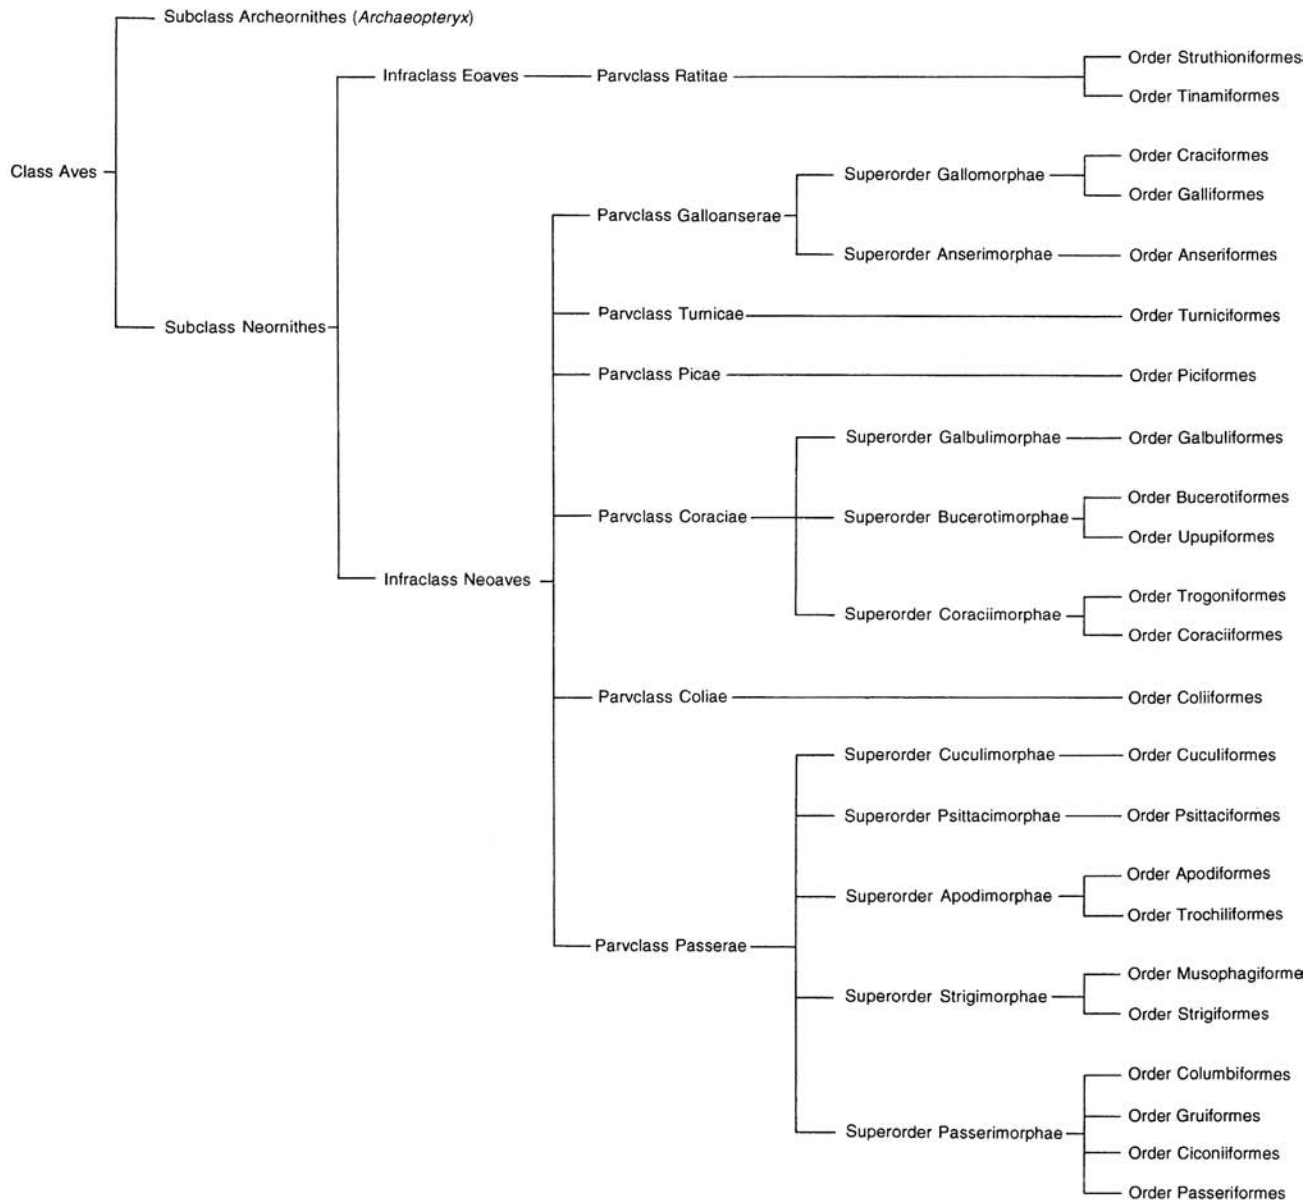 Subclass Archeornithes (Archaeopteryx)
Order Struthioniformes
Infraclass Eoaves
Parvclass Ratitae
Order Tinamiformes
Order Craciformes
Class Aves
Superorder Gallomorphae
Order Galliformes
Parvclass Galloanserae
Superorder Anserimorphae
Order Anseriformes
Parvclass Turnicae
Order Turniciformes
Subclass Neornithes
Parvclass Picae
Order Piciformes
Superorder Galbulimorphae
Order Galbuliformes
Order Bucerotiformes
Parvclass Coraciae
Superorder Bucerotimorphae
Order Upupiformes
Infraclass Neoaves
Order Trogoniformes
Superorder Coraciimorphae
Order Coraciiformes
Parvclass Coliae
Order Coliiformes
Superorder Cuculimorphae
Order Cuculiformes
Superorder Psittacimorphae
Order Psittaciformes
Order Apodiformes
Superorder Apodimorphae
Order Trochiliformes
Parvclass Passerae
Order Musophagiforme
Superorder Strigimorphae
Order Strigiformes
Order Columbiformes
Order Gruiformes
Superorder Passerimorphae
Order Ciconiiformes
Order Passeriformes